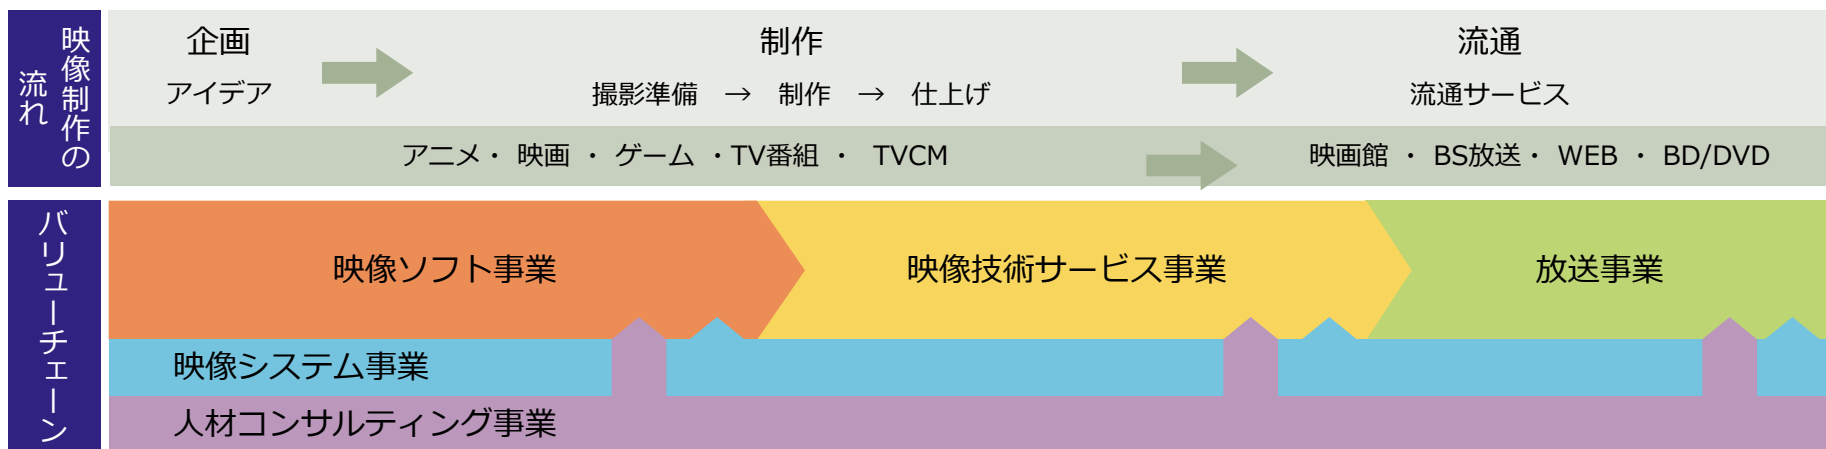 映像制作の
流れ
企画
制作
流通
アイデア
撮影準備　→　制作　→　仕上げ
流通サービス
アニメ・ 映画 ・ ゲーム ・TV番組 ・ TVCM
映画館 ・ BS放送・ WEB ・ BD/DVD
バリューチェーン
映像ソフト事業
映像技術サービス事業
放送事業
映像システム事業
人材コンサルティング事業